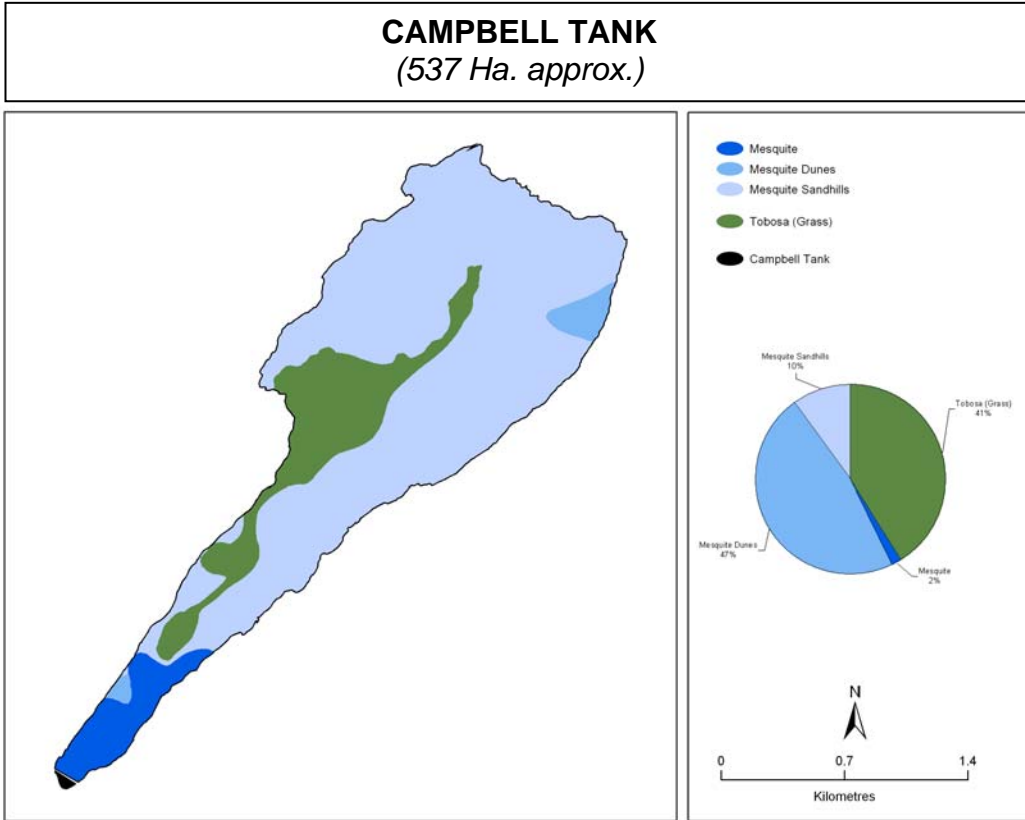 CAMPBELL TANK
(537 Ha. approx.)
Mesquite
Mesquite Dunes
Mesquite Sandhills
Tobosa (Grass)
Campbell Tank
Mesquite Sandhills
10%
Tobosa (Grass)
41%
Mesquite Dunes
47%
Mesquite
2%
N
0 0.7 1.4
Kilometres